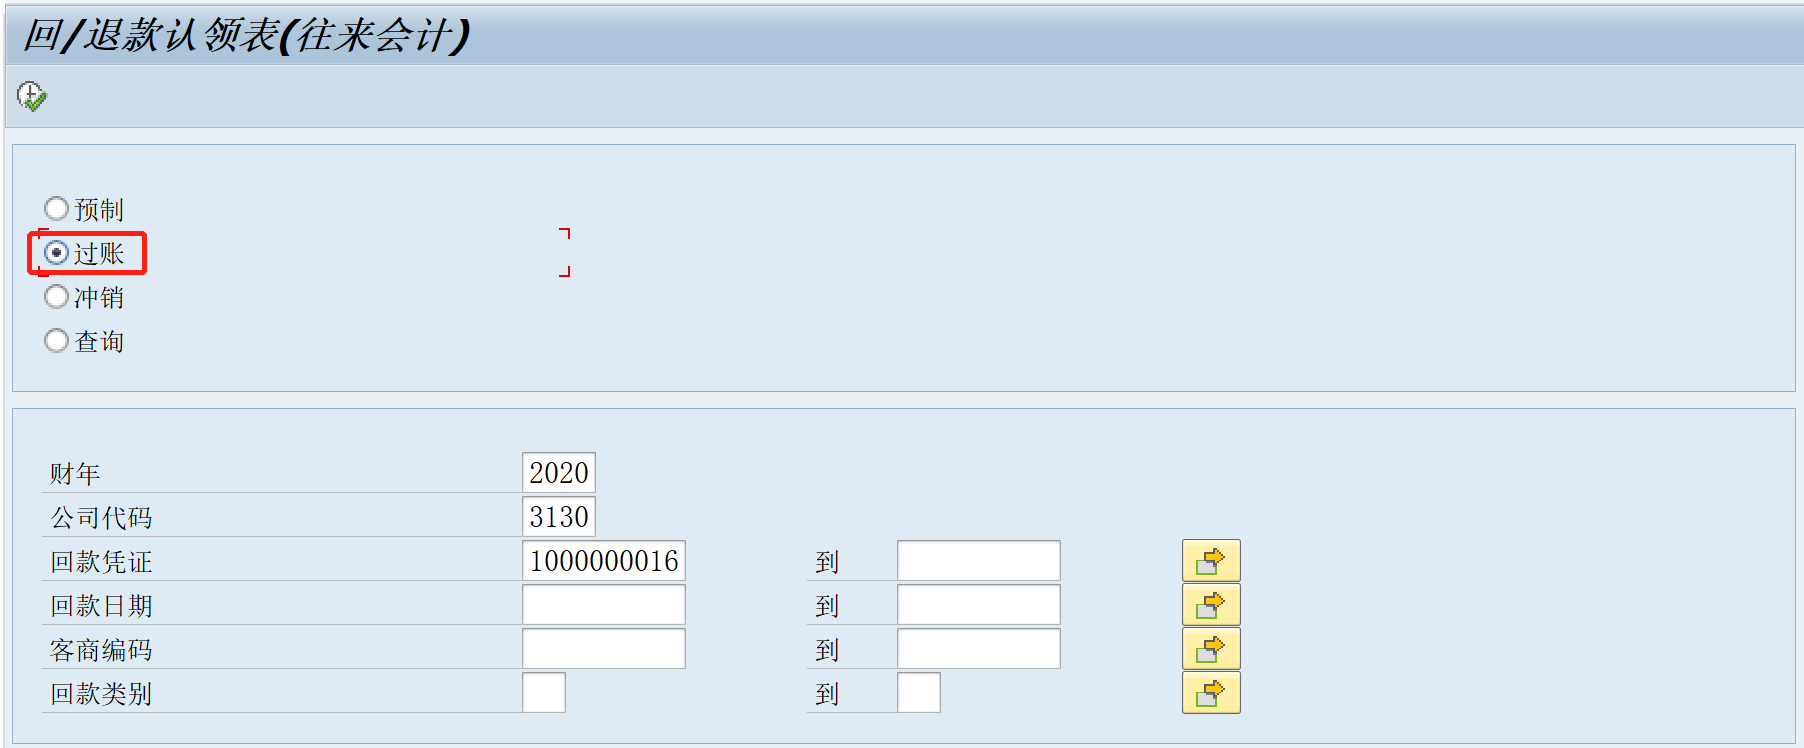 回/退款认领表(往来会计)
预制
过账
冲销
查询
财年 2020
公司代码 3130
回款凭证 1000000016 到
回款日期 到
客商编码 到
回款类别 到